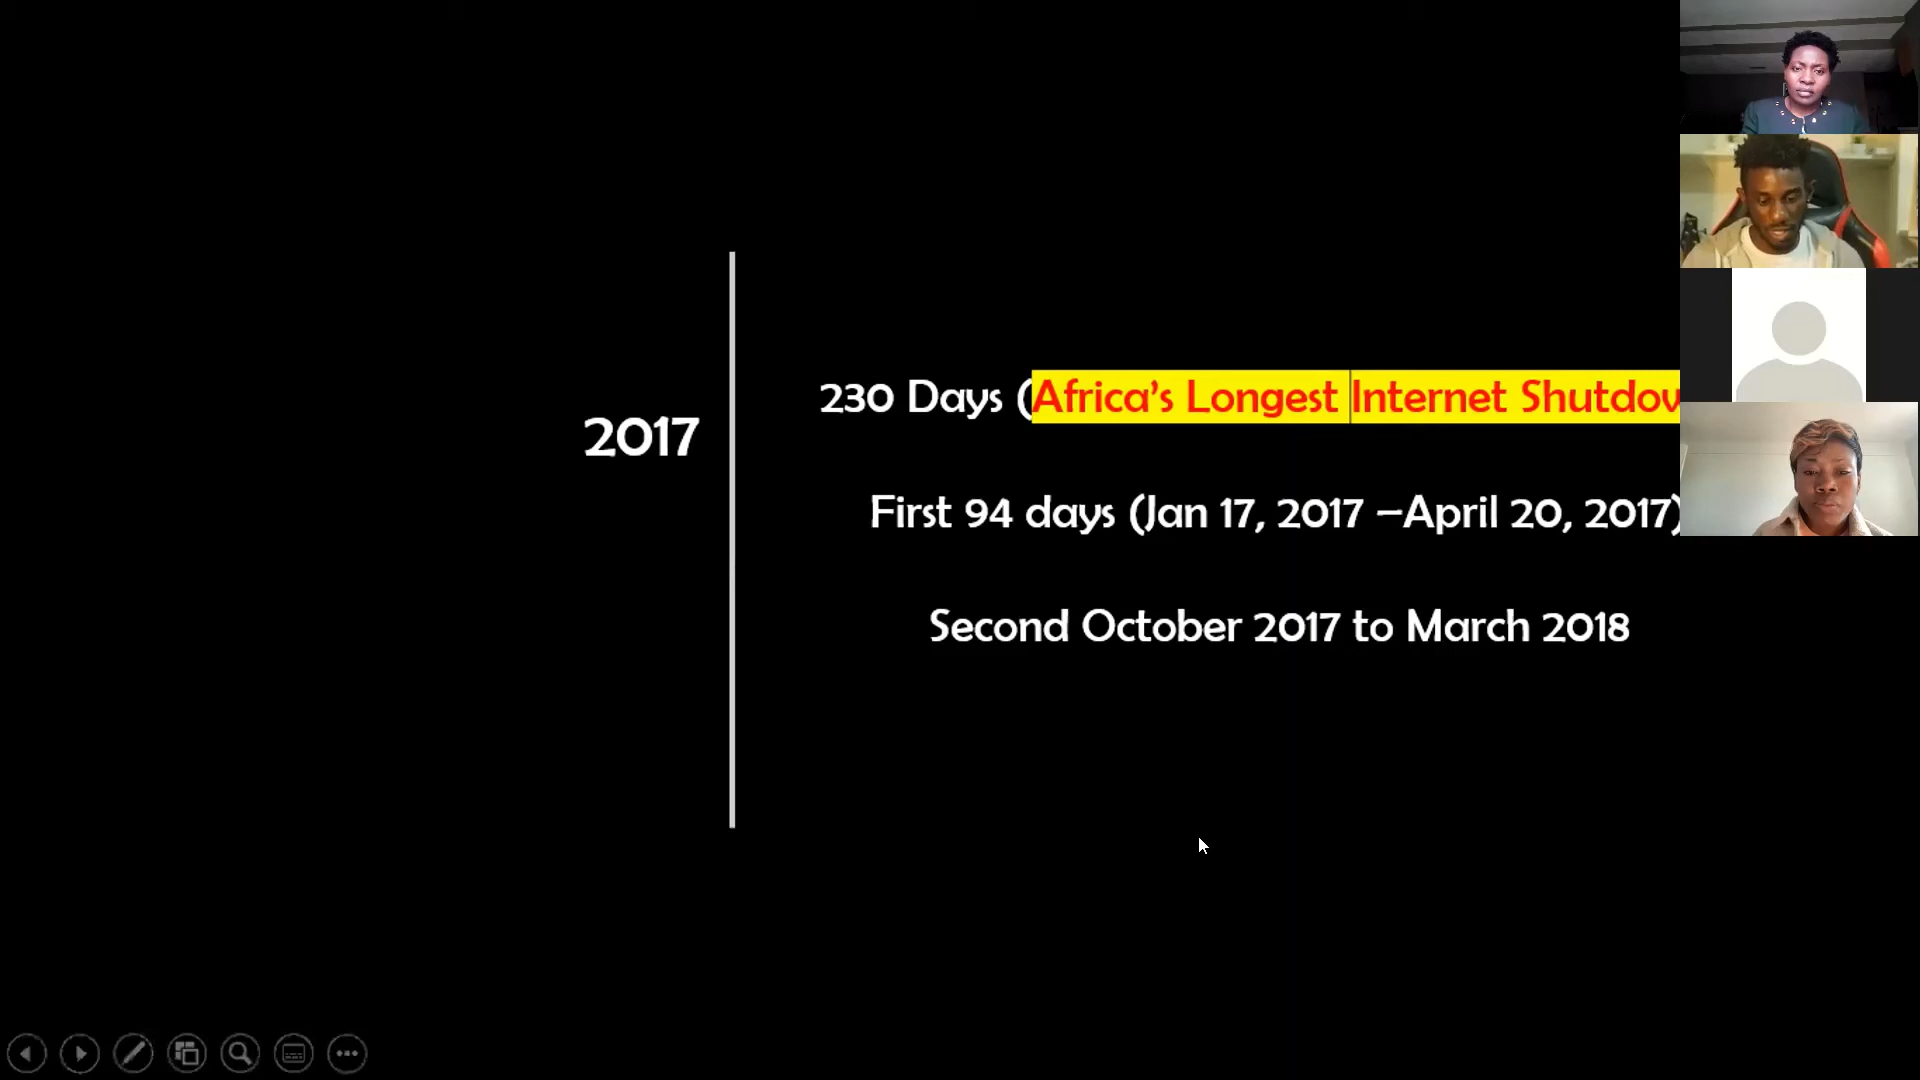 2017
230 Days (Africa's Longest Internet
First 94 days (Jan 17, 2017 –April 20, 2017)
Second October 2017 to March 2018